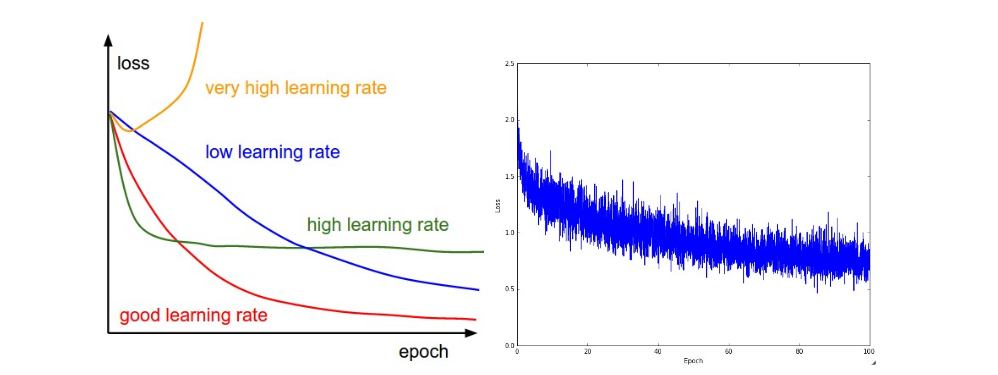 loss
very high learning rate
low learning rate
high learning rate
good learning rate
epoch
2.5
2.0
1.5
1.0
0.5
0.0
Loss
0
20
40
60
80
100
Epoch